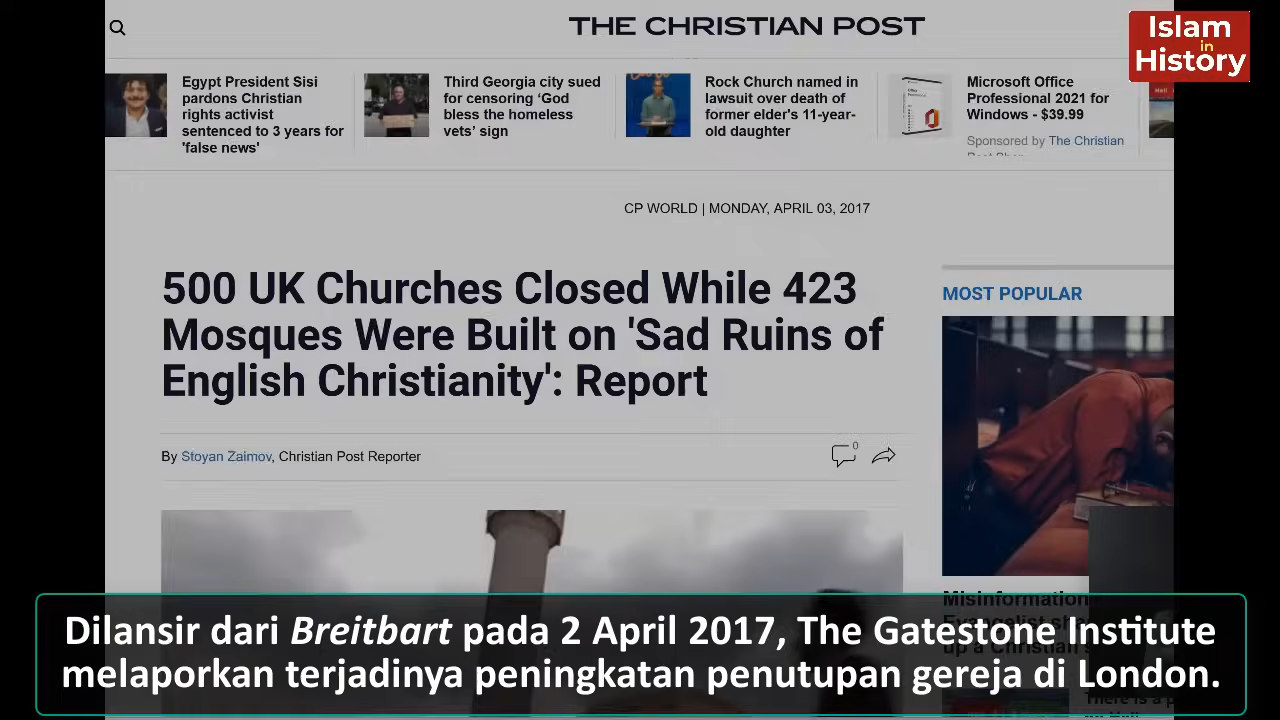 THE CHRISTIAN POST
Islam
in
History
Egypt President Sisi
pardons Christian
rights activist
sentenced to 3 years for
'false news'
Third Georgia city sued
for censoring ‘God
bless the homeless
vets’ sign
Rock Church named in
lawsuit over death of
former elder's 11-year-
old daughter
Microsoft Office
Professional 2021 for
Windows - $39.99
Sponsored by The Christian
CP WORLD | MONDAY, APRIL 03, 2017
500 UK Churches Closed While 423
Mosques Were Built on 'Sad Ruins of
English Christianity': Report
By Stoyan Zaimov, Christian Post Reporter
0
MOST POPULAR
Misinformation
up a Christian
Dilansir dari Breitbart pada 2 April 2017, The Gatestone Institute
melaporkan terjadinya peningkatan penutupan gereja di London.